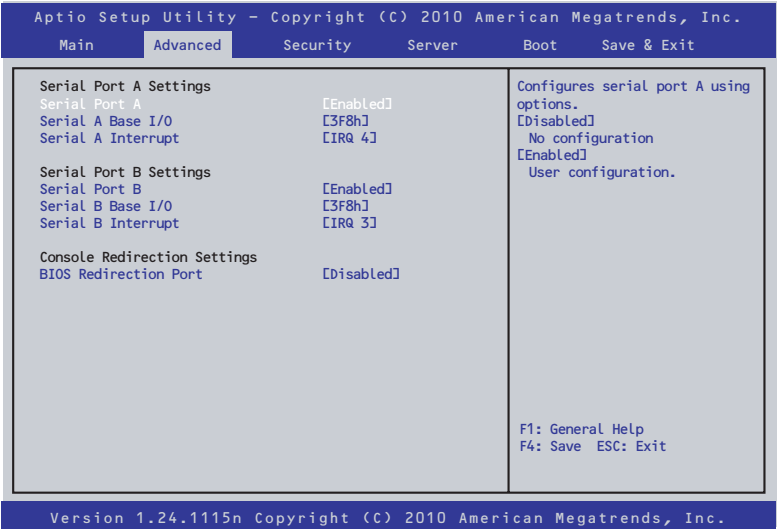 Aptio Setup Utility – Copyright (C) 2010 American Megatrends, Inc.
Main Advanced Security Server Boot Save & Exit
Serial Port A Settings
Serial Port A [Enabled]
Serial A Base I/O [3F8h]
Serial A Interrupt [IRQ 4]
Serial Port B Settings
Serial Port B [Enabled]
Serial B Base I/O [3F8h]
Serial B Interrupt [IRQ 3]
Console Redirection Settings
BIOS Redirection Port [Disabled]
Configures serial port A using
options.
[Disabled]
No configuration
[Enabled]
User configuration.
F1: General Help
F4: Save ESC: Exit
Version 1.24.1115n Copyright (C) 2010 American Megatrends, Inc.